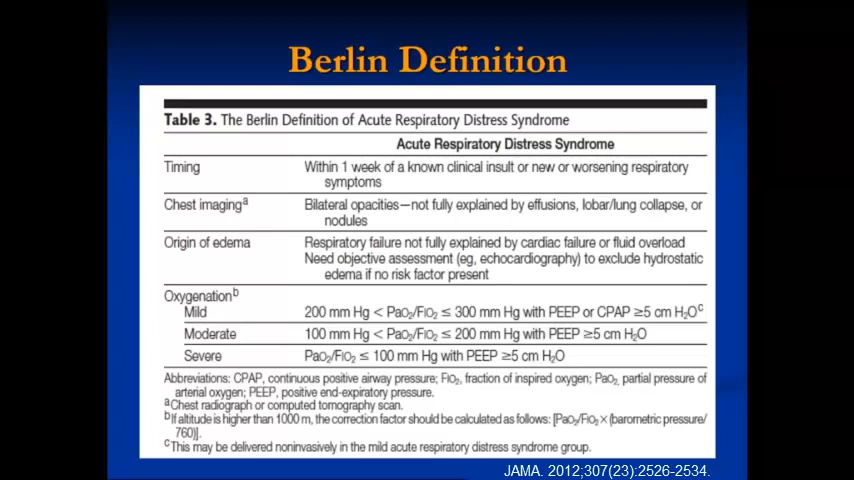 Berlin Definition
Table 3. The Berlin Definition of Acute Respiratory Distress Syndrome
Acute Respiratory Distress Syndrome
Timing Within 1 week of a known clinical insult or new or worsening respiratory
symptoms
Chest imagingᵃ Bilateral opacities—not fully explained by effusions, lobar/lung collapse, or
nodules
Origin of edema Respiratory failure not fully explained by cardiac failure or fluid overload
Need objective assessment (eg, echocardiography) to exclude hydrostatic
edema if no risk factor present
Oxygenationᵇ
Mild 200 mm Hg < PaO₂/FIO₂ ≤ 300 mm Hg with PEEP or CPAP ≥5 cm H₂Oᶜ
Moderate 100 mm Hg < PaO₂/FIO₂ ≤ 200 mm Hg with PEEP ≥5 cm H₂O
Severe PaO₂/FIO₂ ≤ 100 mm Hg with PEEP ≥5 cm H₂O
Abbreviations: CPAP, continuous positive airway pressure; FIO₂, fraction of inspired oxygen; PaO₂, partial pressure of
arterial oxygen; PEEP, positive end-expiratory pressure.
ᵃChest radiograph or computed tomography scan.
ᵇIf altitude is higher than 1000 m, the correction factor should be calculated as follows: [PaO₂/FIO₂ × (barometric pressure/
760)].
ᶜThis may be delivered noninvasively in the mild acute respiratory distress syndrome group.
JAMA. 2012;307(23):2526-2534.